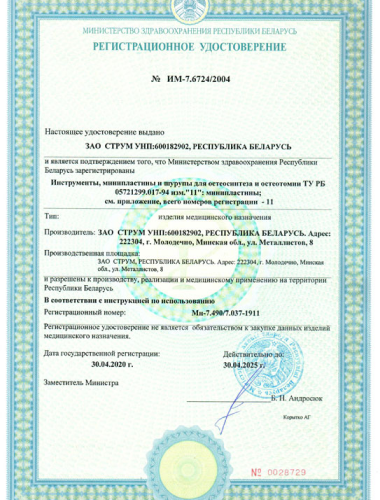 МИНИСТЕРСТВО ЗДРАВООХРАНЕНИЯ РЕСПУБЛИКИ БЕЛАРУСЬ
РЕГИСТРАЦИОННОЕ УДОСТОВЕРЕНИЕ
№ ИМ-7.6724/2004
Настоящее удостоверение выдано
ЗАО СТРУМ УНП:600182902, РЕСПУБЛИКА БЕЛАРУСЬ
и является подтверждением того, что Министерством здравоохранения Республики
Беларусь зарегистрированы
Инструменты, минипластины и шурупы для остеосинтеза и остеотомии ТУ РБ
05721299.017-94 изм."11": минипластины;
см. приложение, всего номеров регистрации - 11
Тип: изделия медицинского назначения
Производитель: ЗАО СТРУМ УНП:600182902, РЕСПУБЛИКА БЕЛАРУСЬ. Адрес:
222304, г. Молодечно, Минская обл., ул. Металлистов, 8
Производственная площадка:
ЗАО СТРУМ, РЕСПУБЛИКА БЕЛАРУСЬ. Адрес: 222304, г. Молодечно, Минская
обл., ул. Металлистов, 8
и разрешены к производству, реализации и медицинскому применению на территории
Республики Беларусь.
В соответствии с инструкцией по использованию
Регистрационный номер: Мн-7.490/7.037-1911
Регистрационное удостоверение не является обязательством к закупке данных изделий
медицинского назначения.
Дата государственной регистрации: Действительно до:
30.04.2020 г. 30.04.2025 г.
Заместитель Министра
Б. Н. Андросюк
Корытко АГ
№ 0028729